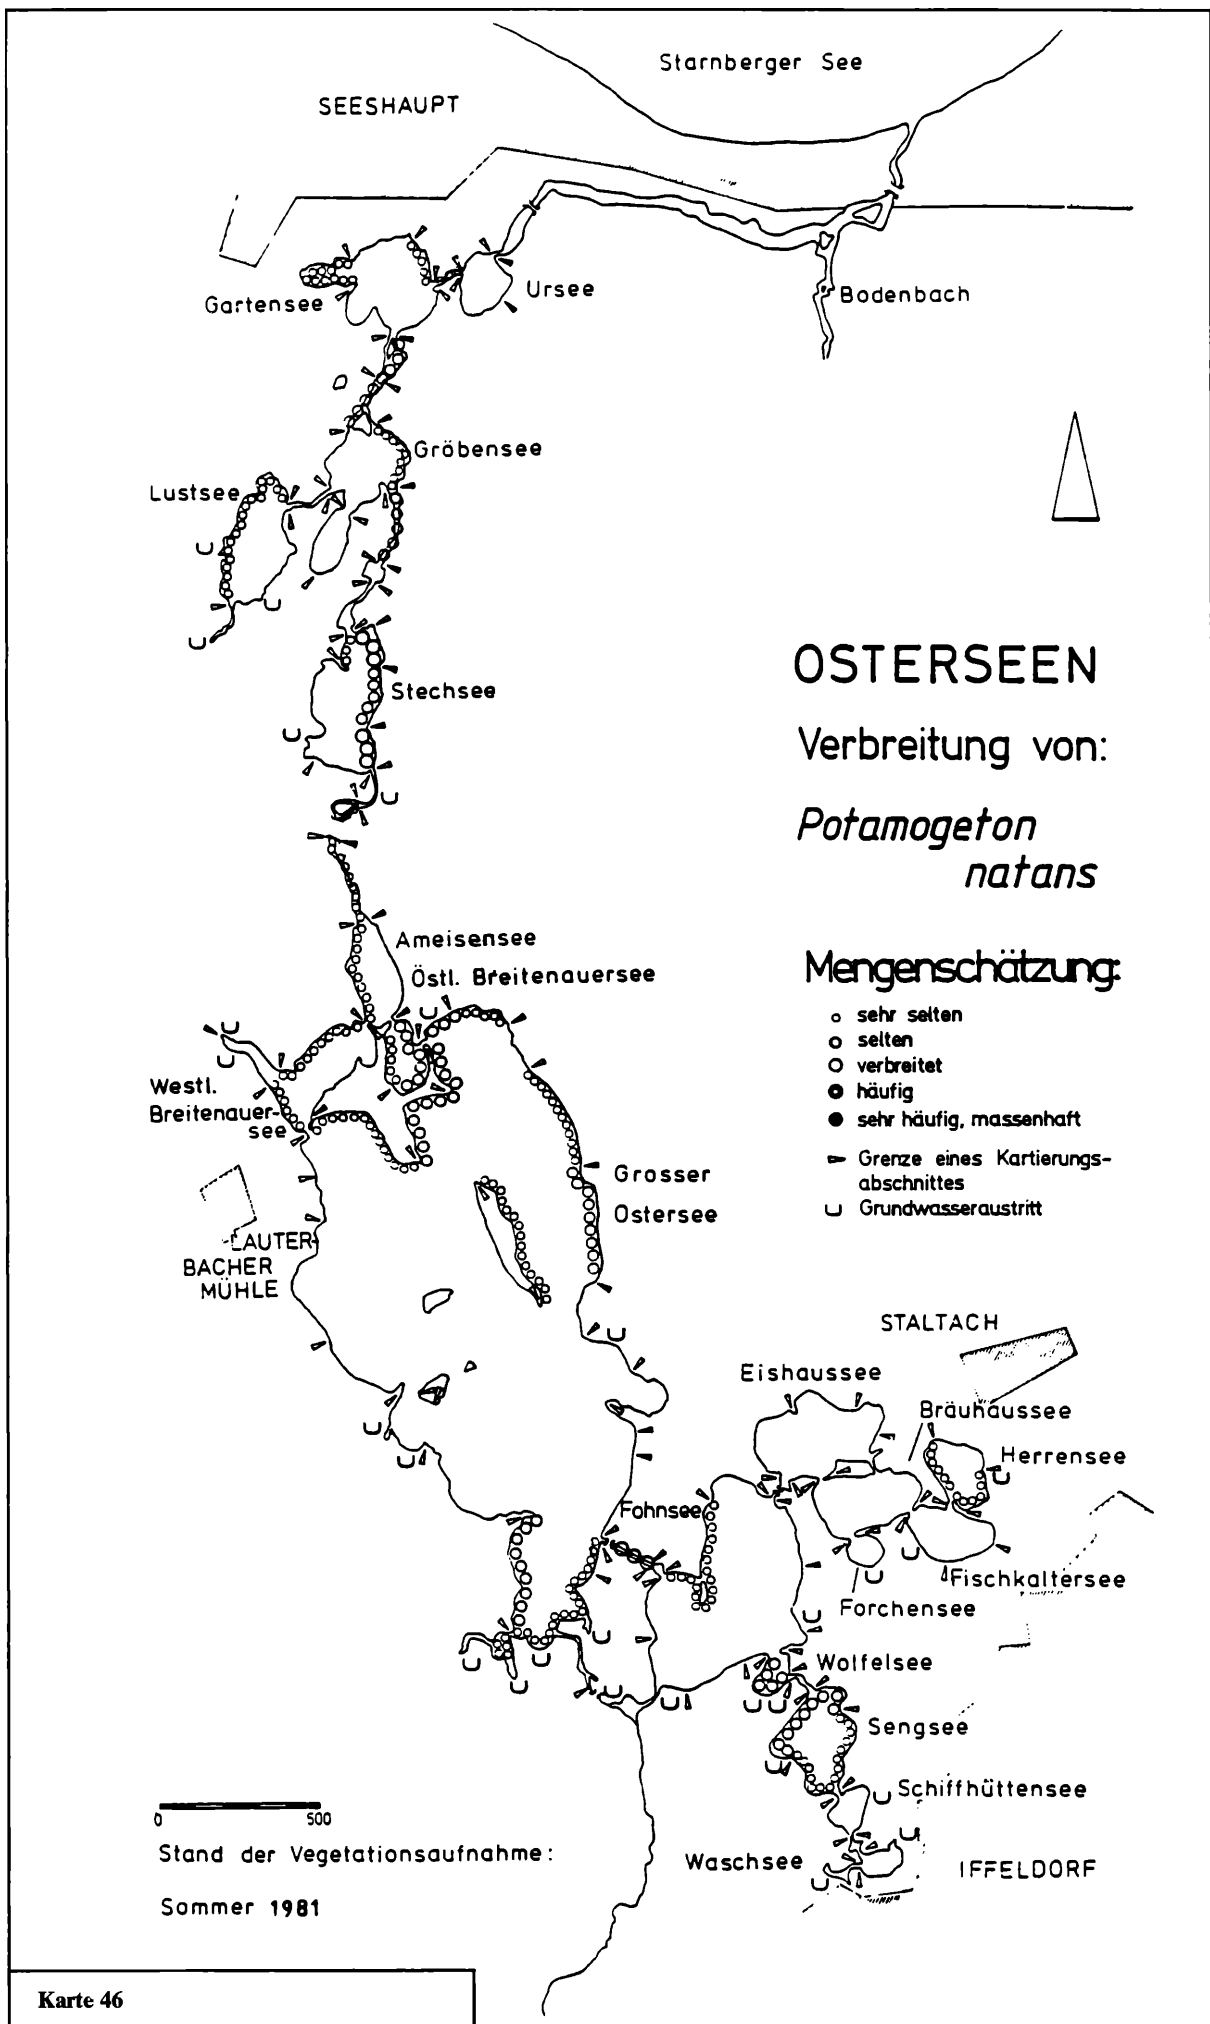 Starnberger See
SEESHAUPT
Gartensee
Ursee
Bodenbach
Gröbensee
Lustsee
OSTERSEEN
Stechsee
Verbreitung von:
Potamogeton
natans
Ameisensee
Östl. Breitenauersee
Mengenschätzung:
sehr selten
selten
verbreitet
häufig
sehr häufig, massenhaft
Grenze eines Kartierungs-
abschnittes
Grundwasseraustritt
Westl.
Breitenauer-
see
Grosser
Ostersee
LAUTER-
BACHER
MÜHLE
STALTACH
Eishaussee
Bräuhaussee
Herrensee
Fohnsee
Fischkaltersee
Forchensee
Wolfelsee
Sengsee
Schiffhüttensee
Waschsee
IFFELDORF
0 500
Stand der Vegetationsaufnahme:
Sommer 1981
Karte 46